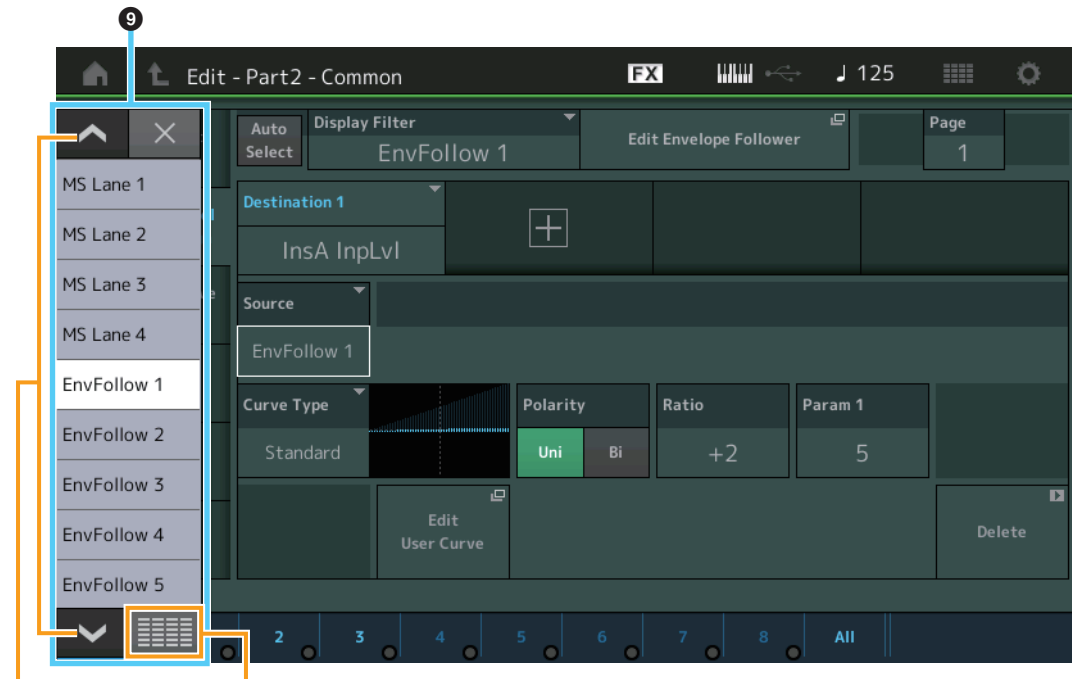 9
Edit - Part2 - Common
FX
125
Auto Select
Display Filter
EnvFollow 1
Edit Envelope Follower
Page
1
MS Lane 1
MS Lane 2
MS Lane 3
MS Lane 4
EnvFollow 1
EnvFollow 2
EnvFollow 3
EnvFollow 4
EnvFollow 5
Destination 1
InsA InpLvl
Source
EnvFollow 1
Curve Type
Standard
Polarity
Uni
Bi
Ratio
+2
Param 1
5
Edit
User Curve
Delete
2
3
4
5
6
7
8
All